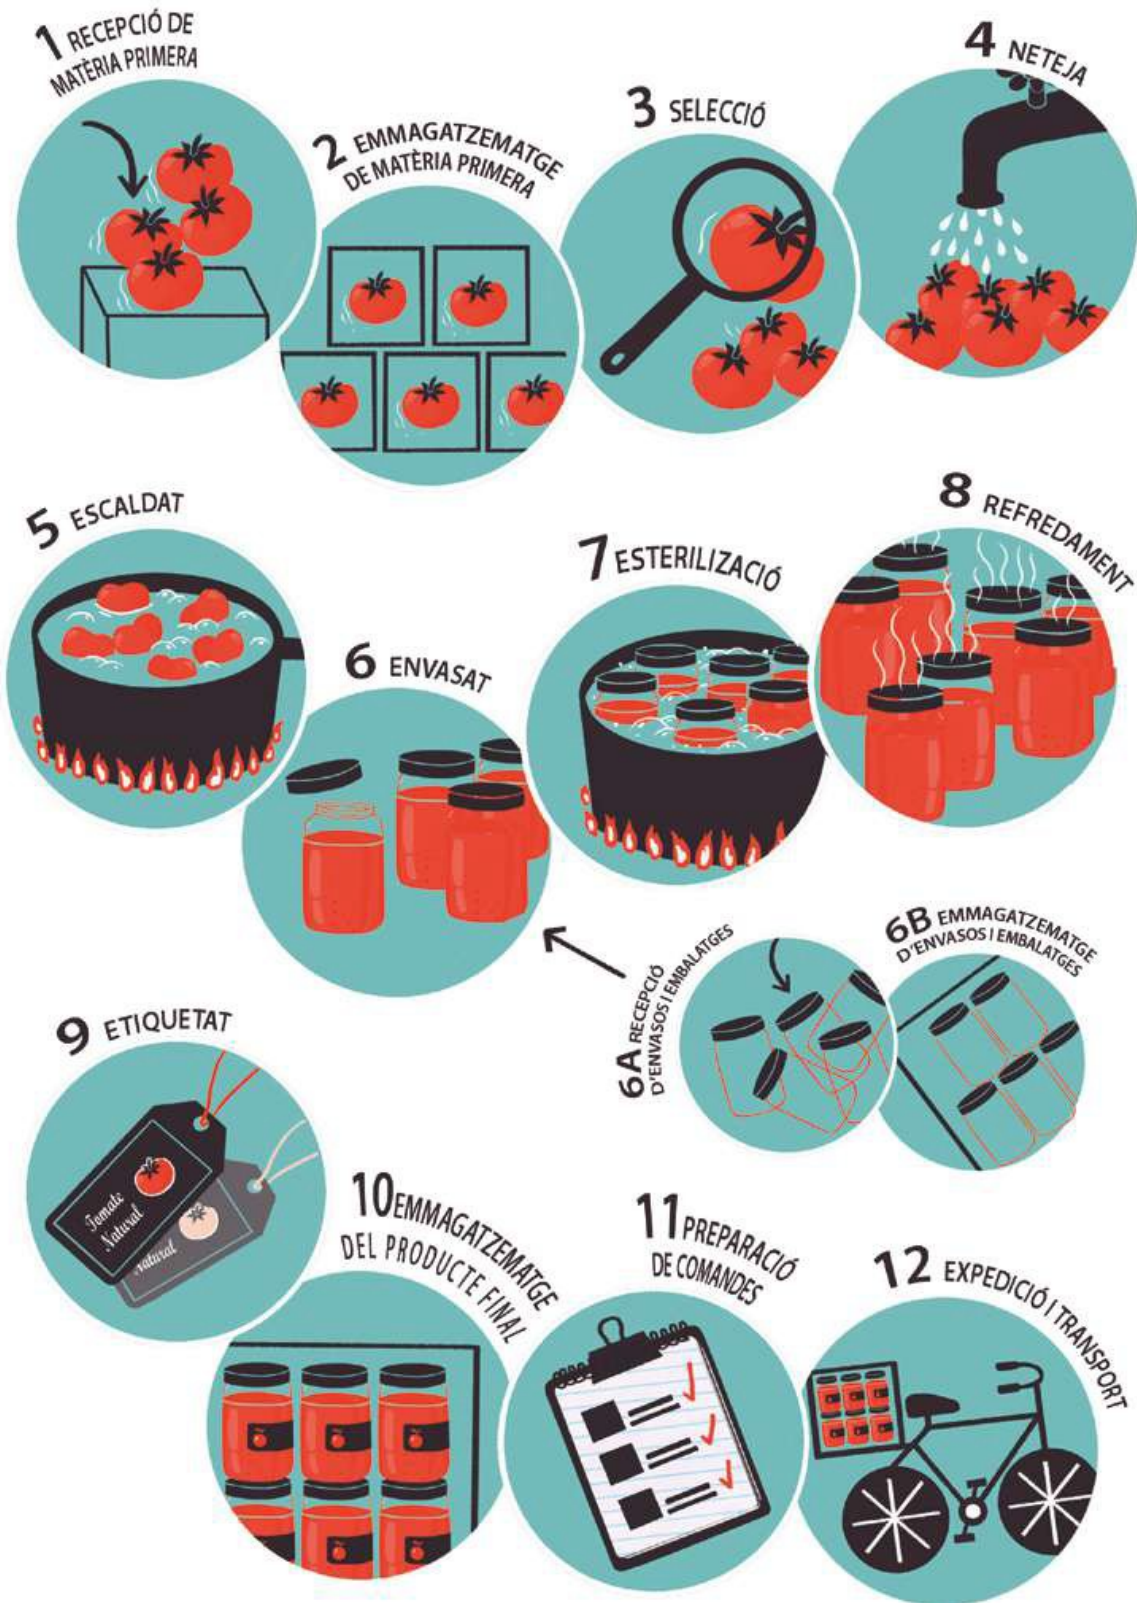 1 RECEPCIÓ DE
MATÈRIA PRIMERA
2 EMMAGATZEMATGE
DE MATÈRIA PRIMERA
3 SELECCIÓ
4 NETEJA
5 ESCALDAT
6 ENVASAT
7 ESTERILIZACIÓ
8 REFREDAMENT
6A RECEPCIÓ
D'ENVASOS I EMBALATGES
6B EMMAGATZEMATGE
D'ENVASOS I EMBALATGES
9 ETIQUETAT
Tomate
Natural
Natural
10 EMMAGATZEMATGE
DEL PRODUCTE FINAL
11 PREPARACIÓ
DE COMANDES
12 EXPEDICIÓ I TRANSPORT